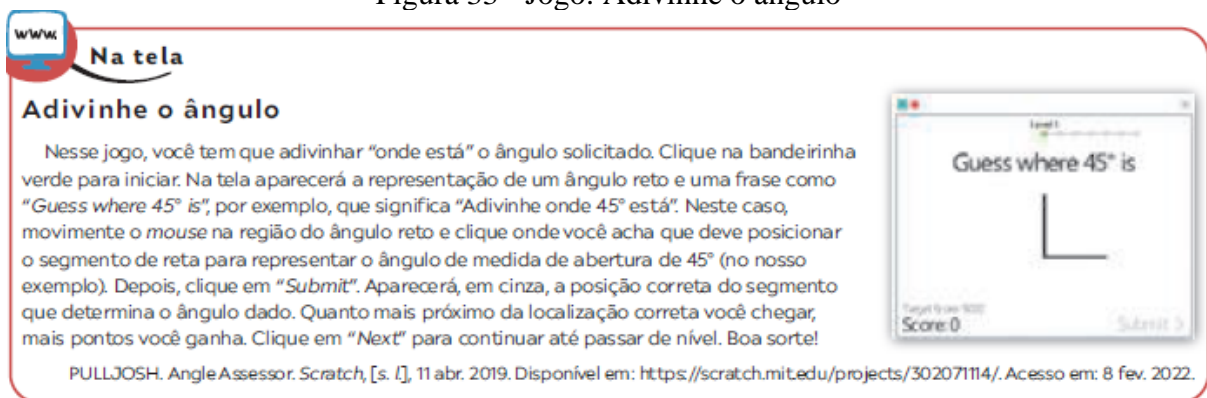 Figura 33 - Jogo: Adivinhe o ângulo
www.
Na tela
Adivinhe o ângulo
Nesse jogo, você tem que adivinhar “onde está” o ângulo solicitado. Clique na bandeirinha
verde para iniciar. Na tela aparecerá a representação de um ângulo reto e uma frase como
“Guess where 45° is”, por exemplo, que significa “Adivinhe onde 45° está”. Neste caso,
movimente o mouse na região do ângulo reto e clique onde você acha que deve posicionar
o segmento de reta para representar o ângulo de medida de abertura de 45° (no nosso
exemplo). Depois, clique em “Submit”. Aparecerá, em cinza, a posição correta do segmento
que determina o ângulo dado. Quanto mais próximo da localização correta você chegar,
mais pontos você ganha. Clique em “Next” para continuar até passar de nível. Boa sorte!
PULLJOSH. Angle Assessor. Scratch, [s. l.], 11 abr. 2019. Disponível em: https://scratch.mit.edu/projects/302071114/. Acesso em: 8 fev. 2022.
Level 1
Guess where 45° is
Score: 0
Submit >